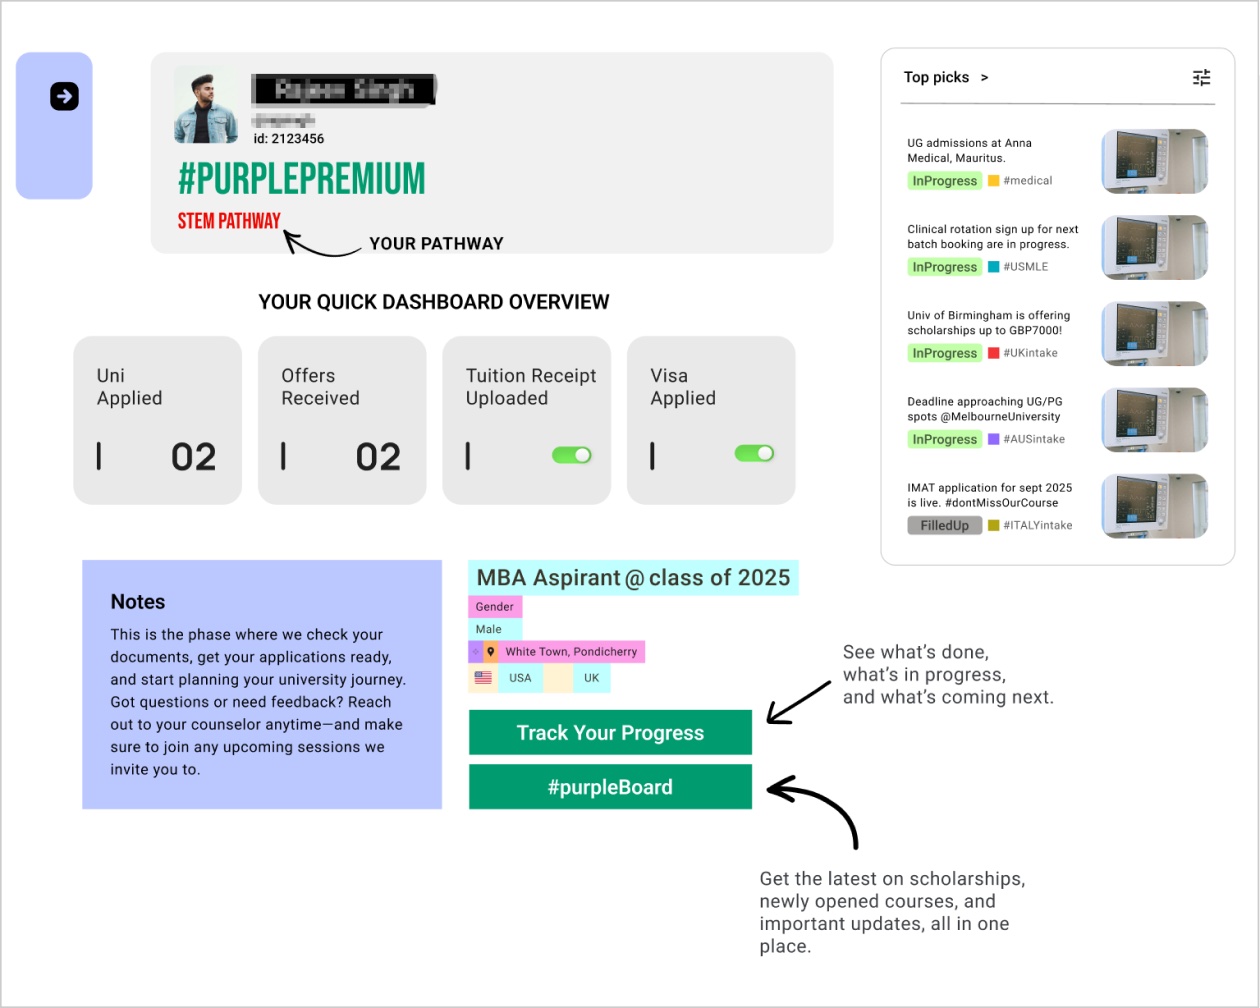 id: 2123456
#PURPLEPREMIUM
STEM PATHWAY
YOUR PATHWAY
YOUR QUICK DASHBOARD OVERVIEW
Uni
Applied
02
Offers
Received
02
Tuition Receipt
Uploaded
Visa
Applied
Top picks >
UG admissions at Anna
Medical, Mauritus.
InProgress #medical
Clinical rotation sign up for next
batch booking are in progress.
InProgress #USMLE
Univ of Birmingham is offering
scholarships up to GBP7000!
InProgress #UKintake
Deadline approaching UG/PG
spots @MelbourneUniversity
InProgress #AUSintake
IMAT application for sept 2025
is live. #dontMissOurCourse
FilledUp #ITALYintake
Notes
This is the phase where we check your
documents, get your applications ready,
and start planning your university journey.
Got questions or need feedback? Reach
out to your counselor anytime—and make
sure to join any upcoming sessions we
invite you to.
MBA Aspirant @ class of 2025
Gender
Male
White Town, Pondicherry
USA UK
Track Your Progress
#purpleBoard
See what’s done,
what’s in progress,
and what’s coming next.
Get the latest on scholarships,
newly opened courses, and
important updates, all in one
place.